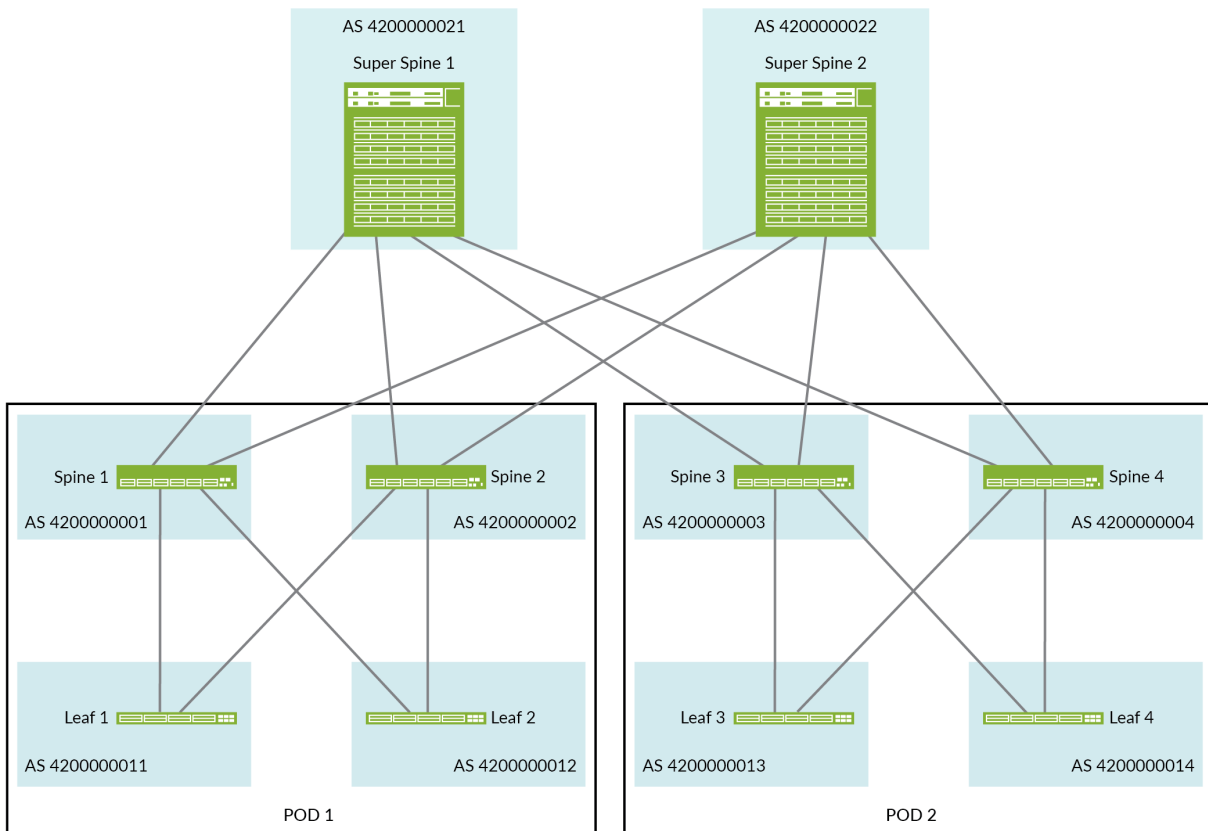 AS 4200000021
AS 4200000022
Super Spine 1
Super Spine 2
Spine 1
Spine 2
Spine 3
Spine 4
AS 4200000001
AS 4200000002
AS 4200000003
AS 4200000004
Leaf 1
Leaf 2
Leaf 3
Leaf 4
AS 4200000011
AS 4200000012
AS 4200000013
AS 4200000014
POD 1
POD 2